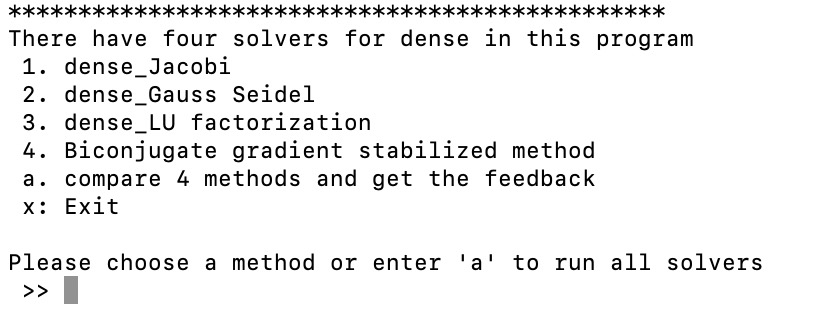 ***********************************************
There have four solvers for dense in this program
1. dense_Jacobi
2. dense_Gauss Seidel
3. dense_LU factorization
4. Biconjugate gradient stabilized method
a. compare 4 methods and get the feedback
x: Exit
Please choose a method or enter 'a' to run all solvers
>>